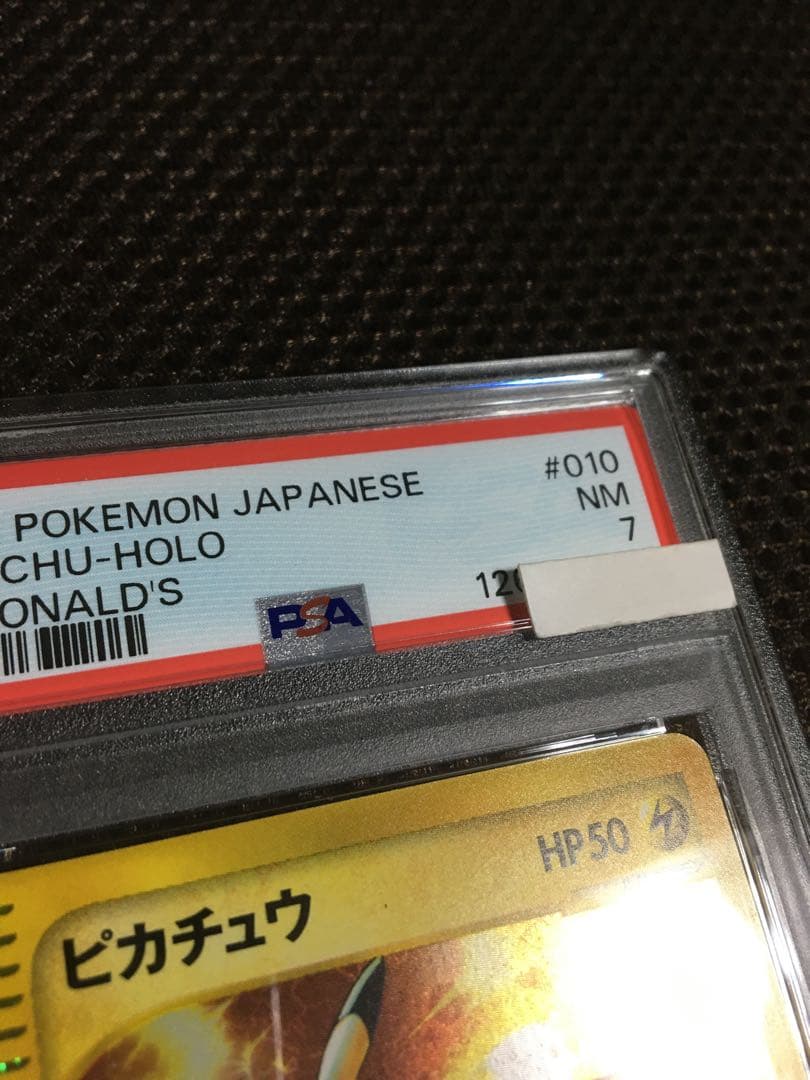 POKEMON JAPANESE #010
CHU-HOLO NM
ONALD'S 7
PSA 12
ピカチュウ HP50